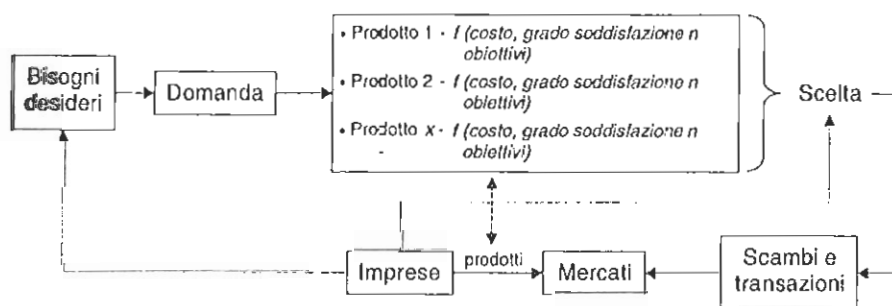 Bisogni
desideri
Domanda
• Prodotto 1 - f (costo, grado soddisfazione n
obiottivi)
• Prodotto 2 - f (costo, grado soddisfazione n
obiettivi)
• Prodotto x - f (costo, grado soddisfazione n
obiettivi)
Scelta
Imprese
prodotti
Mercati
Scambi e
transazioni